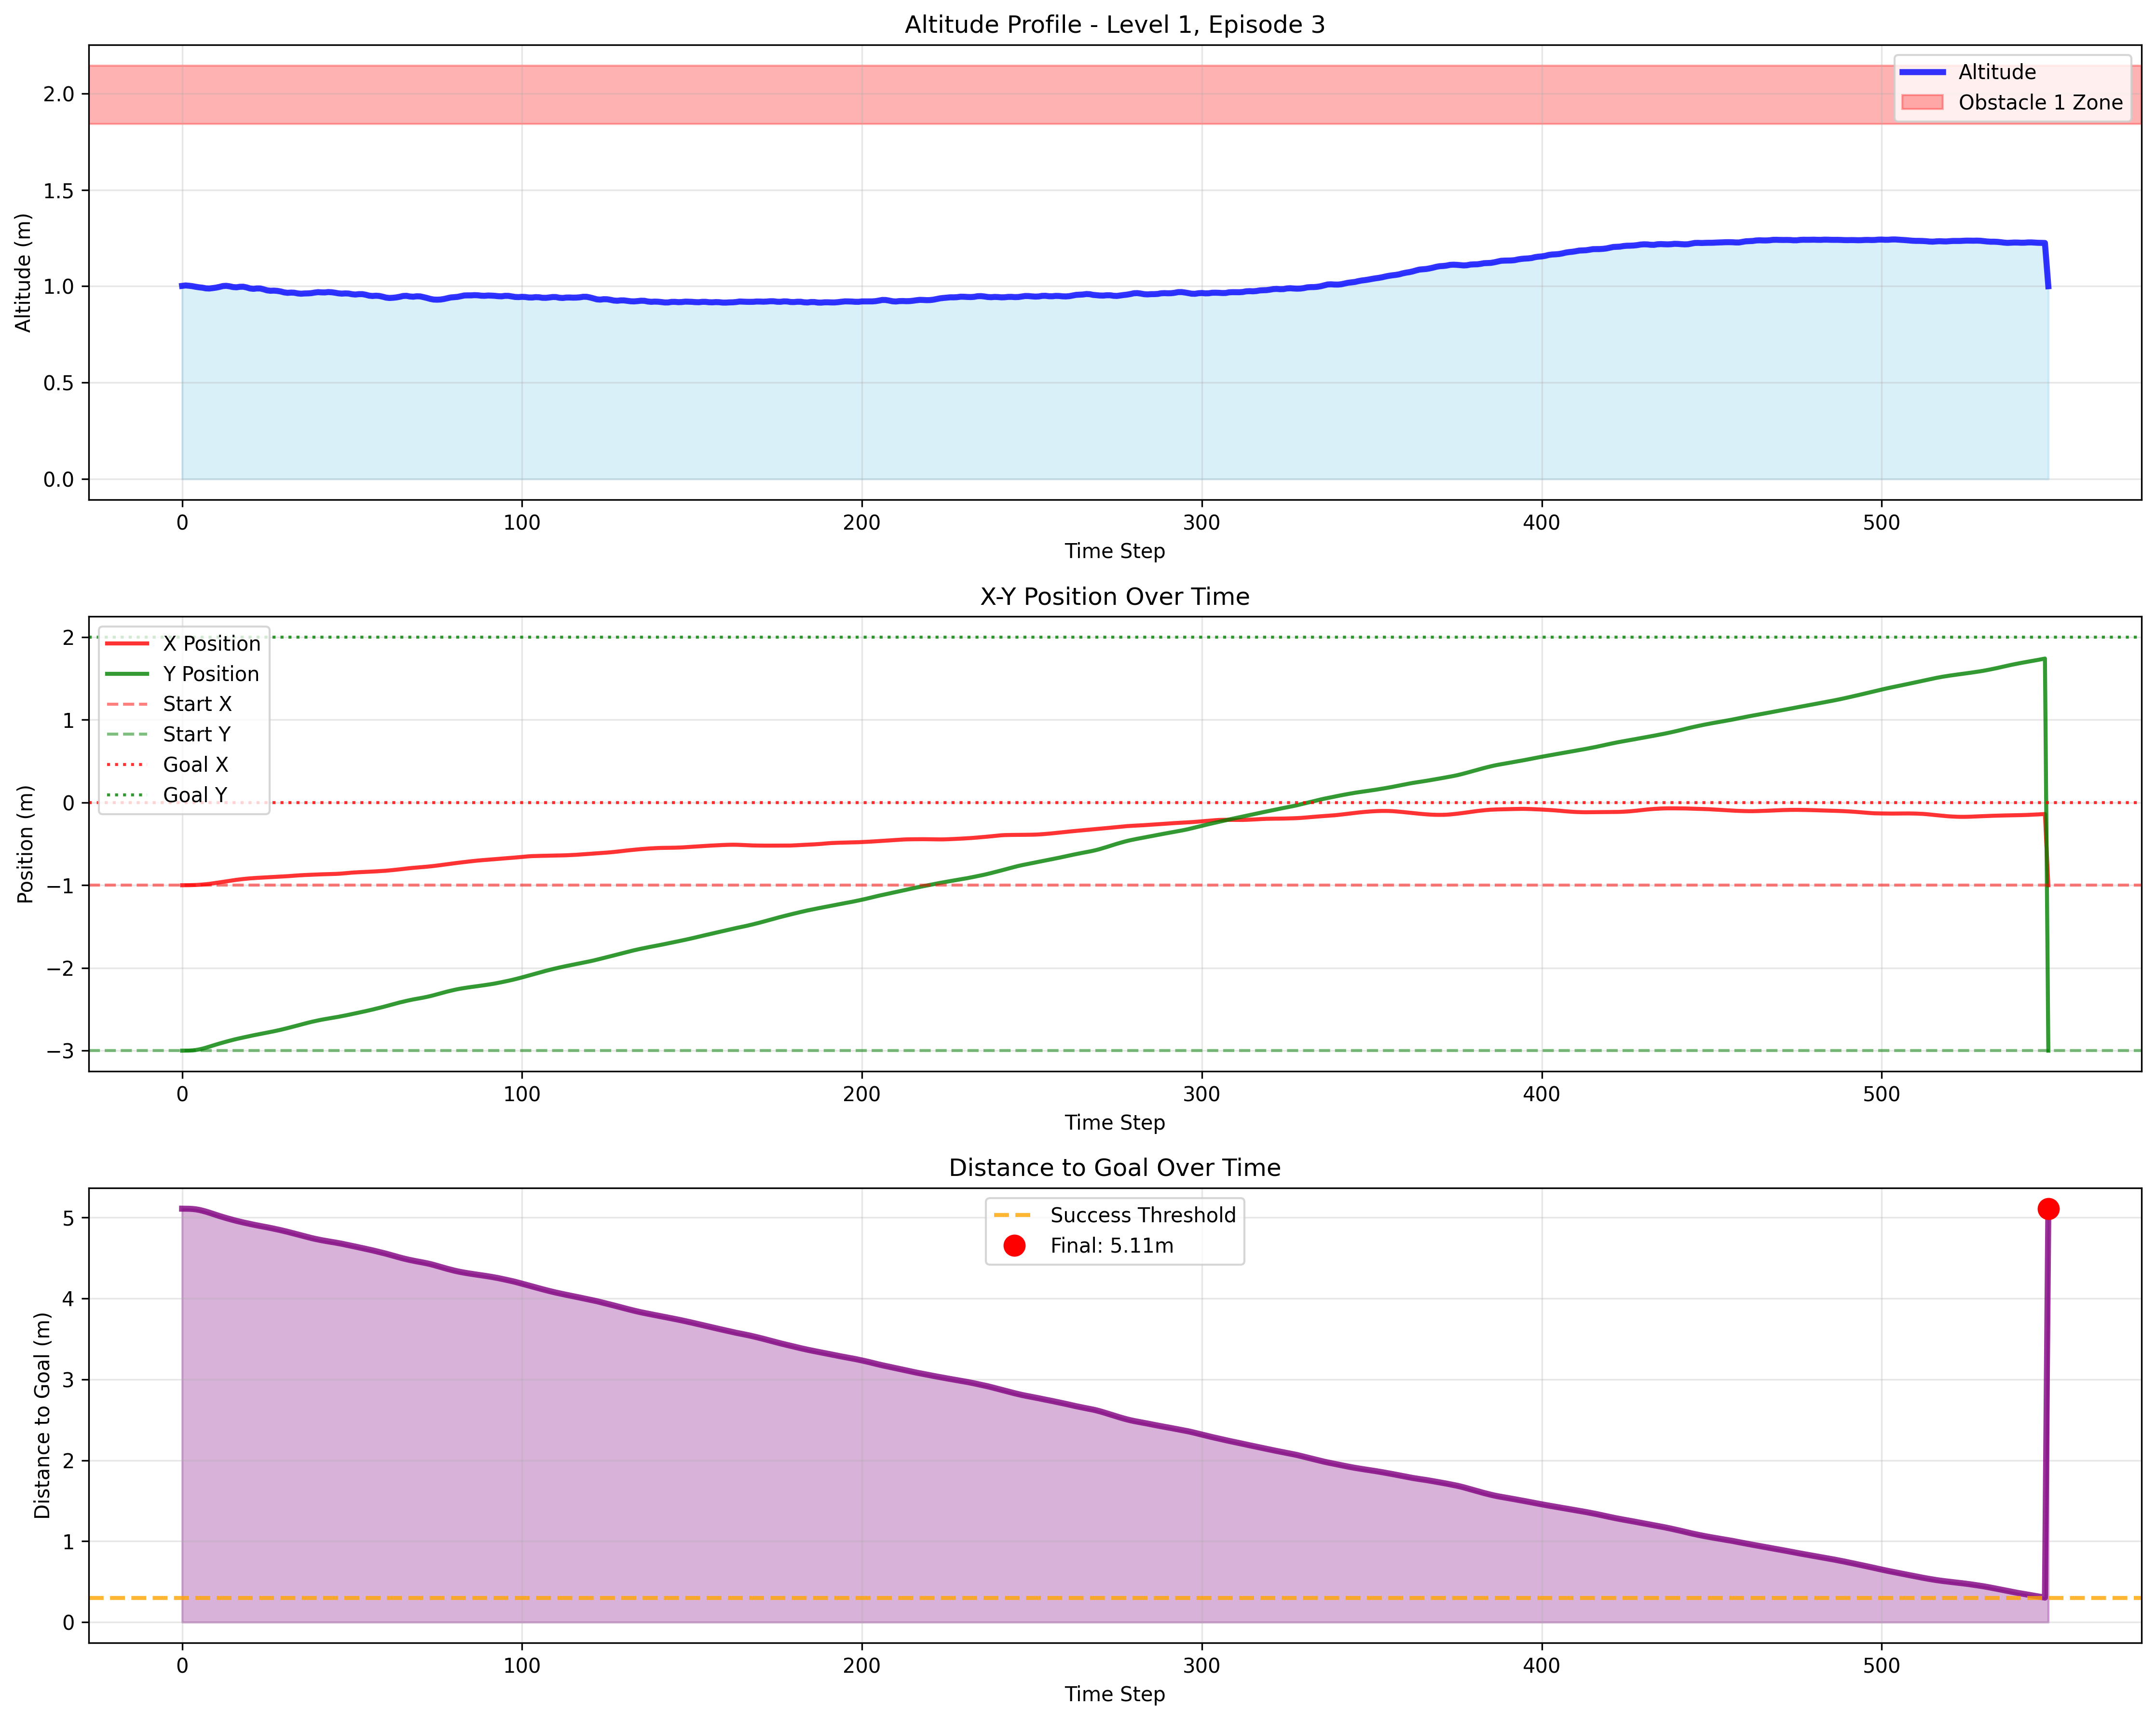 Altitude Profile - Level 1, Episode 3
Altitude (m)
2.0
1.5
1.0
0.5
0.0
Altitude
Obstacle 1 Zone
0 100 200 300 400 500
Time Step
X-Y Position Over Time
Position (m)
2
1
0
−1
−2
−3
X Position
Y Position
Start X
Start Y
Goal X
Goal Y
0 100 200 300 400 500
Time Step
Distance to Goal Over Time
Distance to Goal (m)
5
4
3
2
1
0
Success Threshold
Final: 5.11m
0 100 200 300 400 500
Time Step